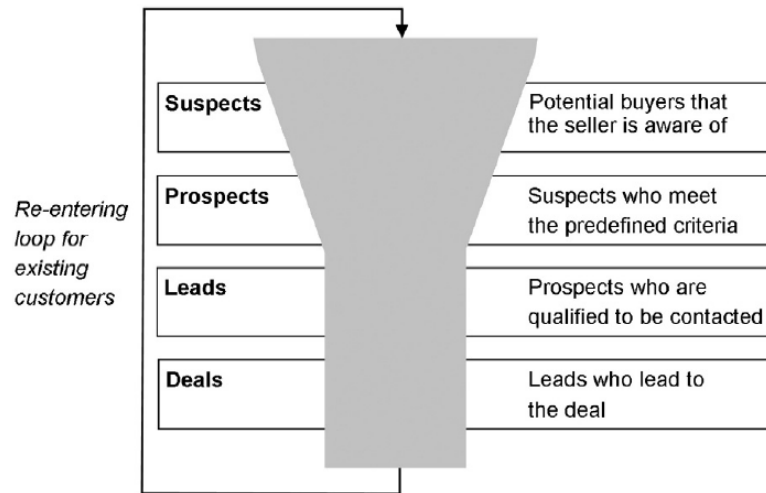 Suspects
Potential buyers that
the seller is aware of
Prospects
Suspects who meet
the predefined criteria
Re-entering
loop for
existing
customers
Leads
Prospects who are
qualified to be contacted
Deals
Leads who lead to
the deal